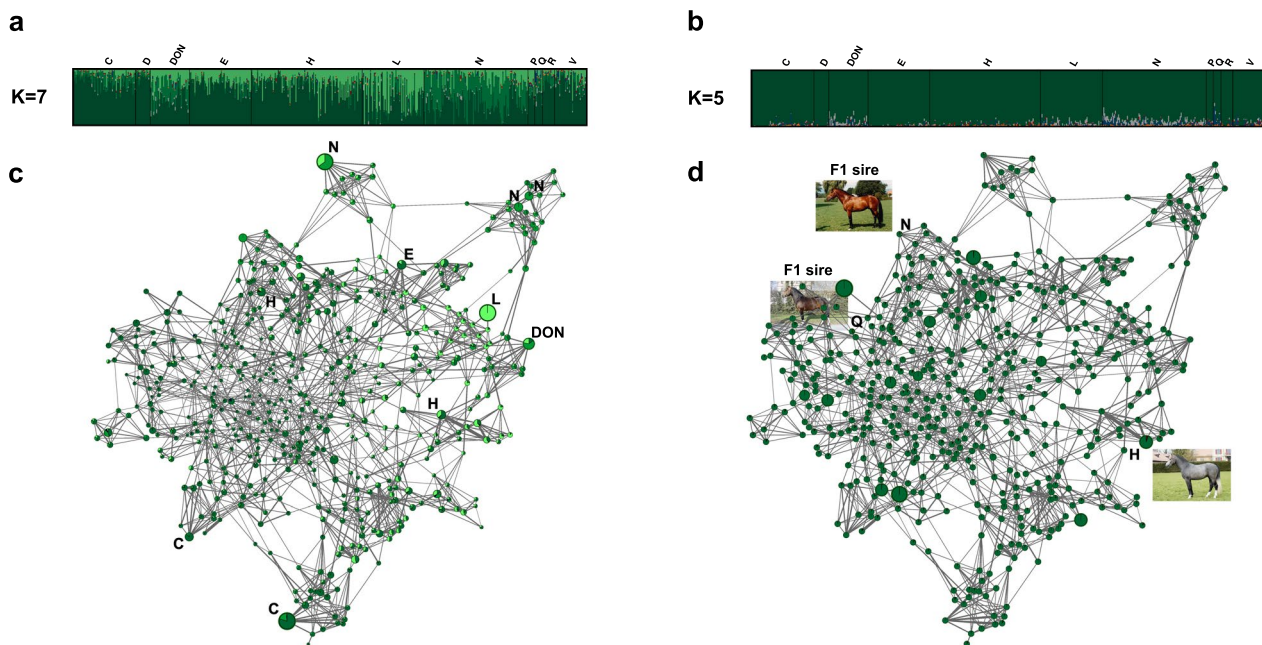 a
b
C D DON E H L N P Q R V
C D DON E H L N P Q R V
K=7
K=5
c
N
N
N
E
H
L
DON
H
C
C
d
F1 sire
N
F1 sire
Q
H